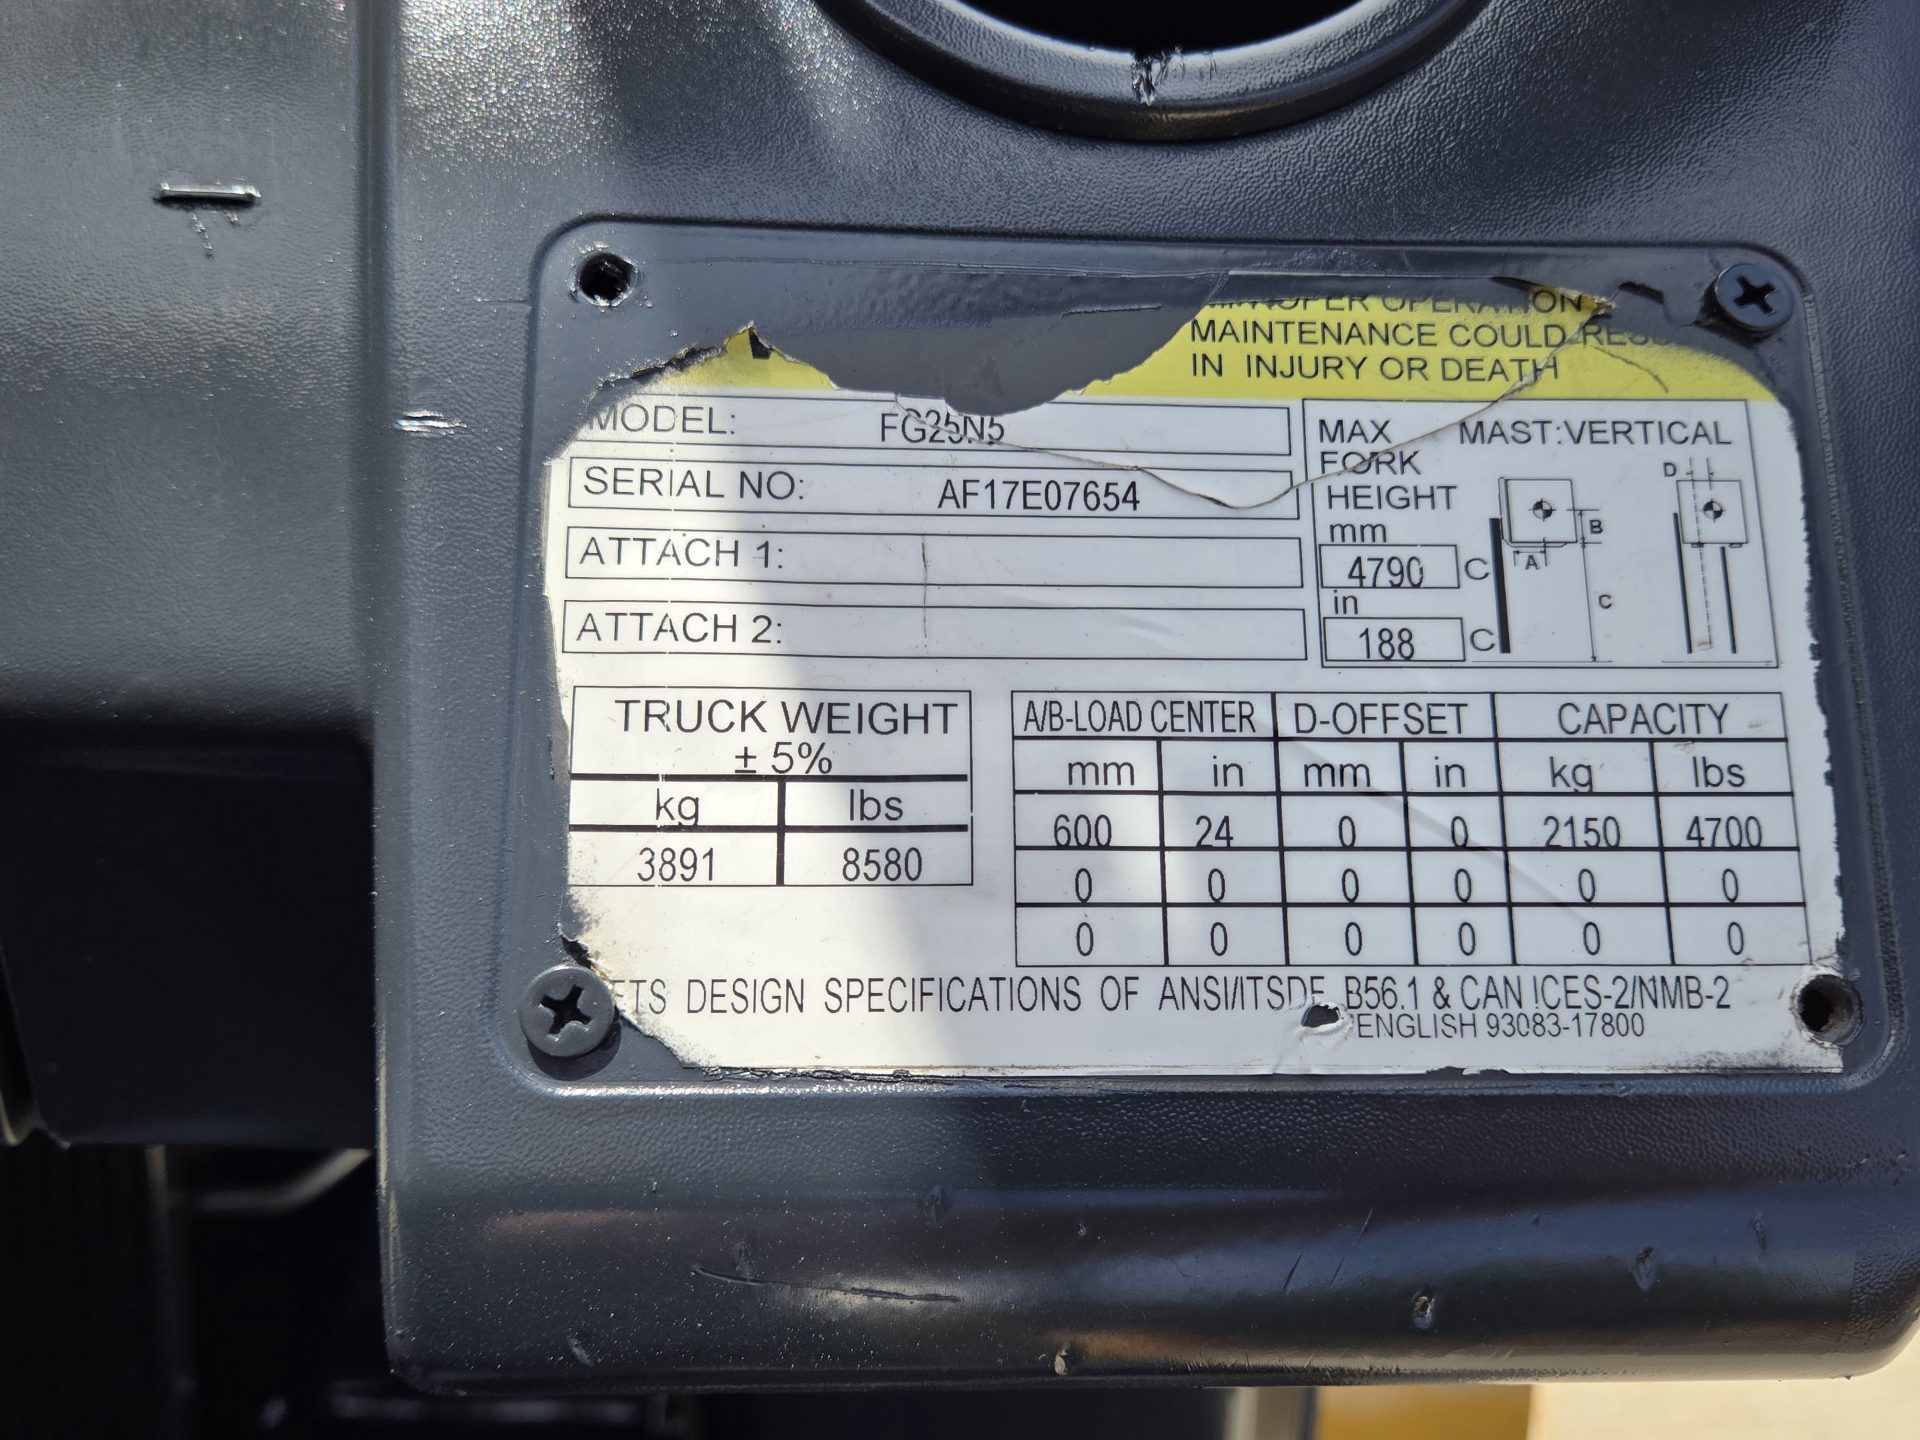 IMPROPER OPERATION
MAINTENANCE COULD
IN INJURY OR DEATH
MODEL: FG25N5
SERIAL NO: AF17E07654
ATTACH 1:
ATTACH 2:
MAX MAST:VERTICAL
FORK
HEIGHT
mm
4790 C
in
188 C
D
B
A
C
TRUCK WEIGHT
± 5%
kg lbs
3891 8580
A/B-LOAD CENTER D-OFFSET CAPACITY
mm in mm in kg lbs
600 24 0 0 2150 4700
0 0 0 0 0 0
0 0 0 0 0 0
DESIGN SPECIFICATIONS OF ANSI/ITSDF B56.1 & CAN ICES-2/NMB-2
ENGLISH 93083-17800